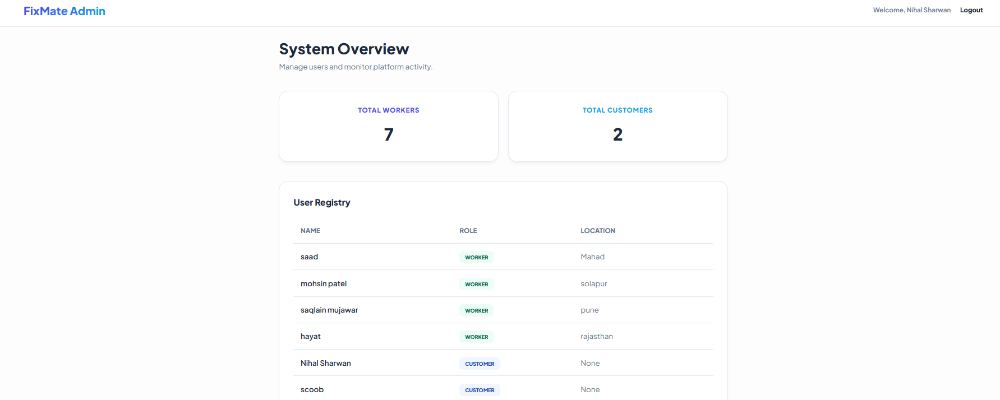 FixMate Admin
Welcome, Nihal Sharwan Logout
System Overview
Manage users and monitor platform activity.
TOTAL WORKERS
7
TOTAL CUSTOMERS
2
User Registry
NAME ROLE LOCATION
saad WORKER Mahad
mohsin patel WORKER solapur
saqlain mujawar WORKER pune
hayat WORKER rajasthan
Nihal Sharwan CUSTOMER None
scoob CUSTOMER None